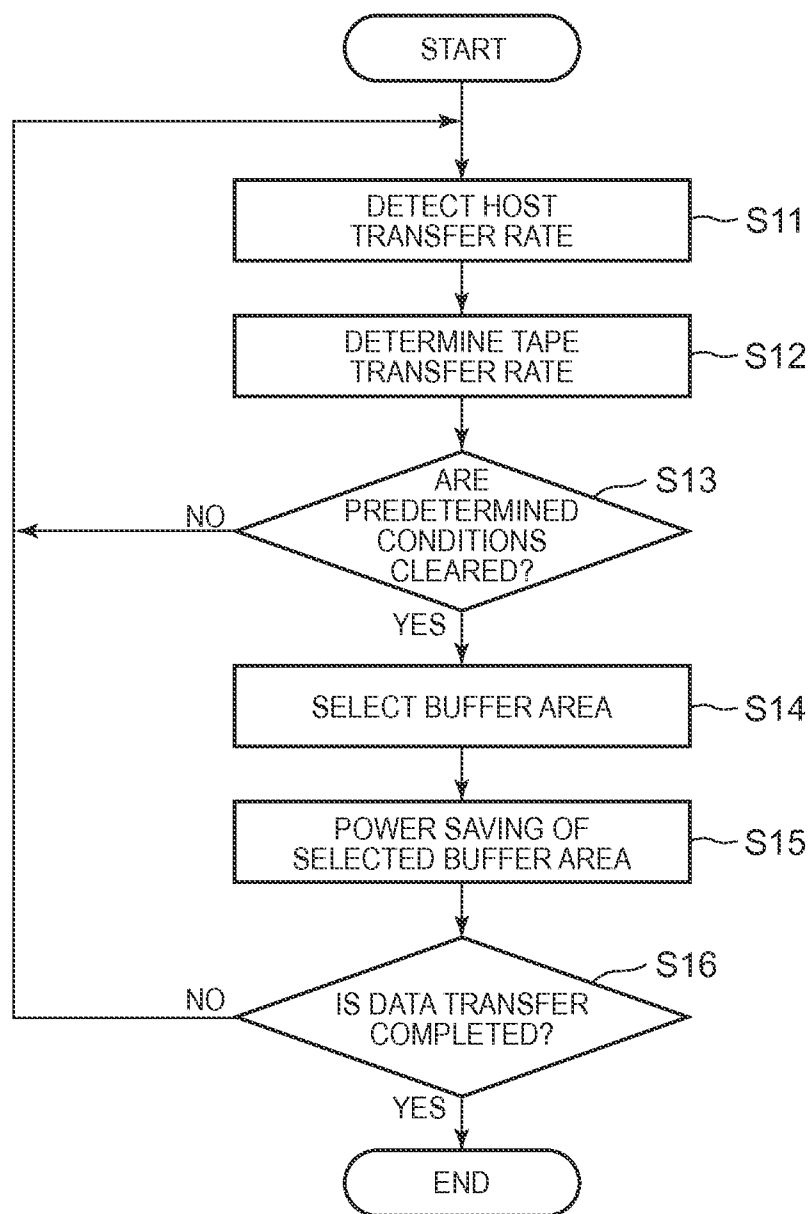 START
DETECT HOST
TRANSFER RATE
S11
DETERMINE TAPE
TRANSFER RATE
S12
ARE
PREDETERMINED
CONDITIONS
CLEARED?
S13
NO
YES
SELECT BUFFER AREA
S14
POWER SAVING OF
SELECTED BUFFER AREA
S15
IS DATA TRANSFER
COMPLETED?
S16
NO
YES
END